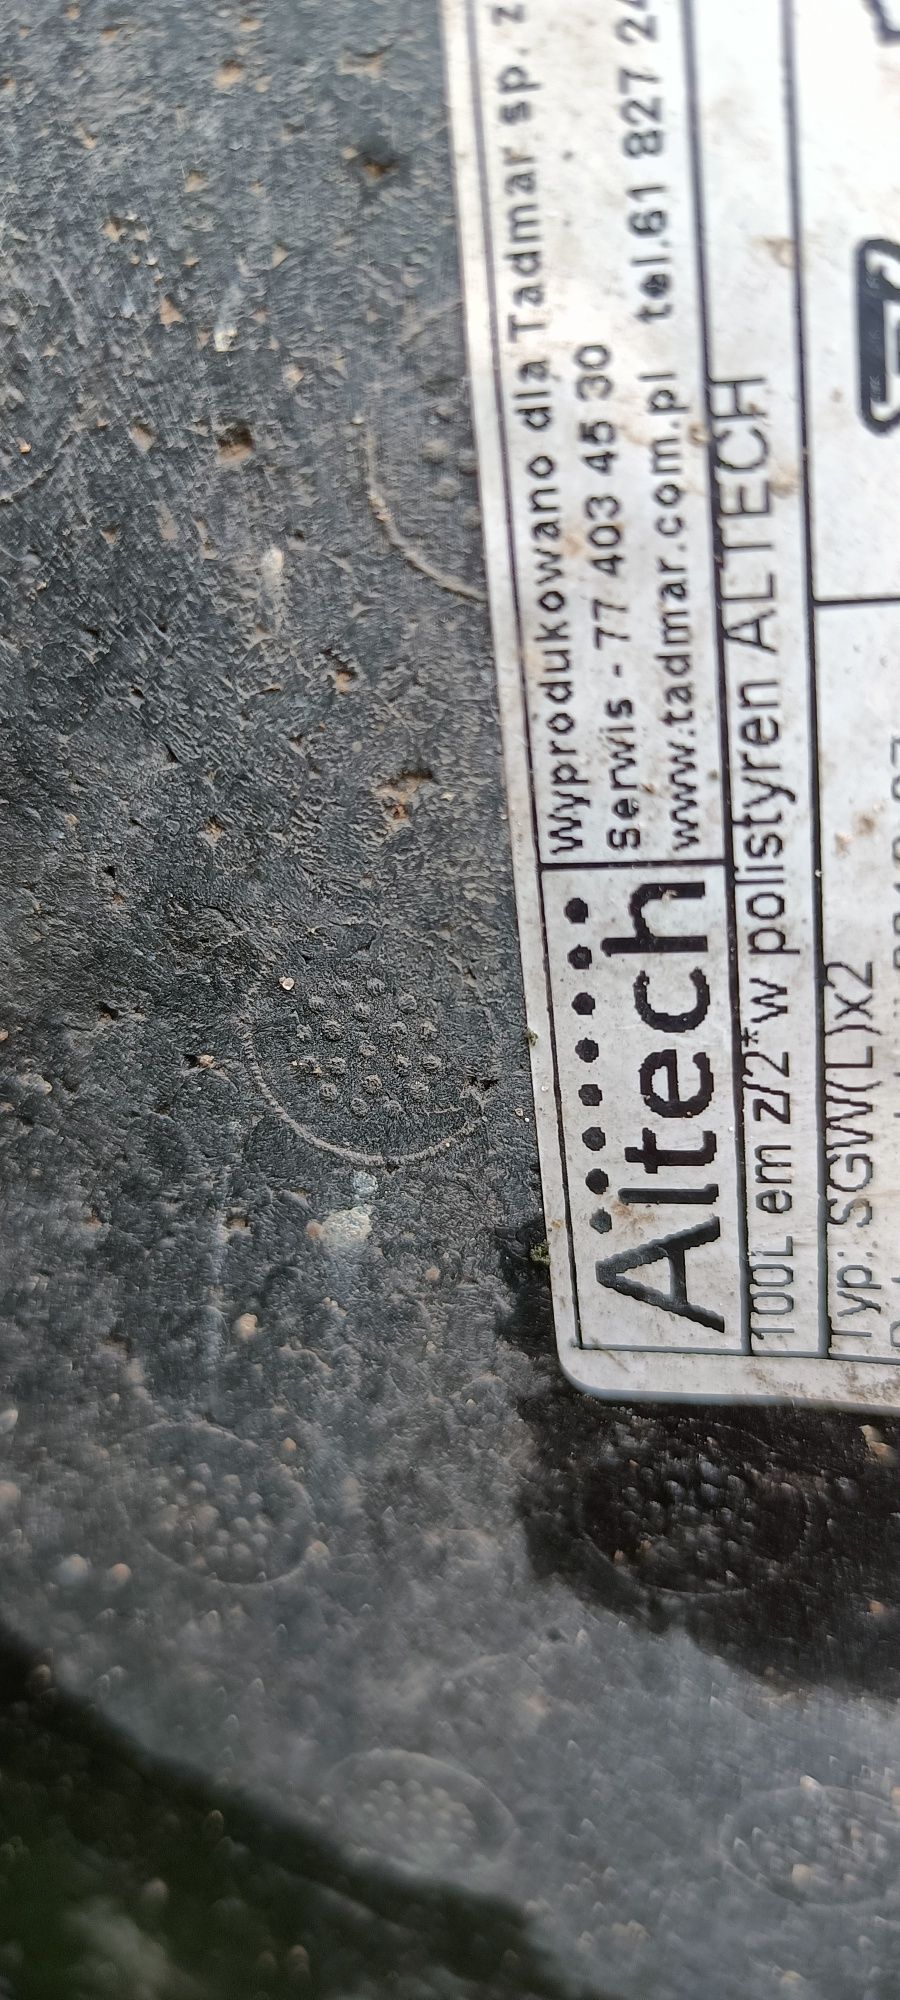 Altech
Wyprodukowano dla Tadmar sp. z
Serwis - 77 403 45 30
www.tadmar.com.pl tel.61 827 24
100L em z/2*w polistyren ALTECH
Typ: SGW(L)x2